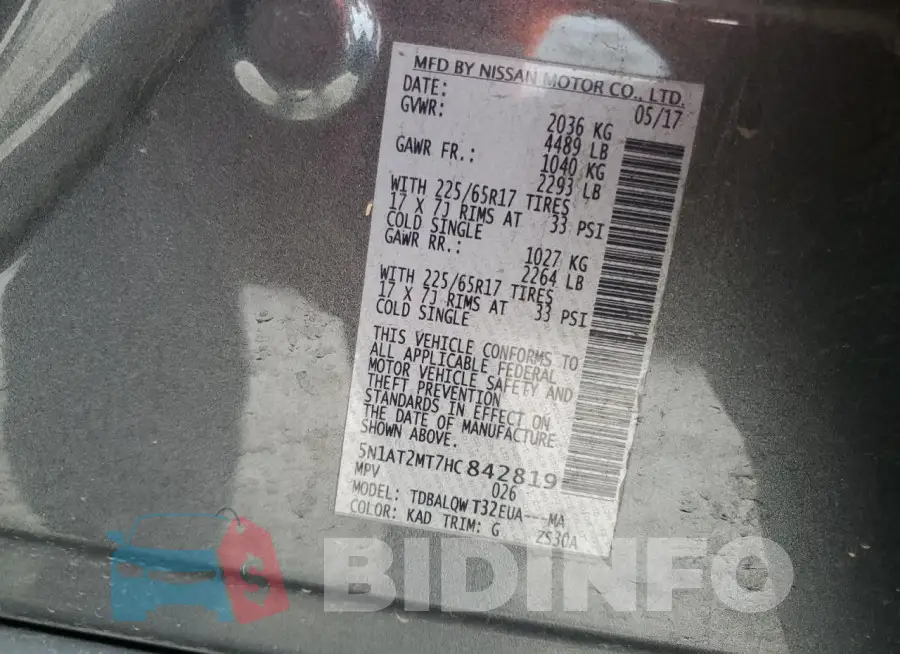 MFD BY NISSAN MOTOR CO., LTD.
DATE: 05/17
GVWR: 2036 KG
4489 LB
GAWR FR.: 1040 KG
2293 LB
WITH 225/65R17 TIRES
17 X 7J RIMS AT 33 PSI
COLD SINGLE
GAWR RR.: 1027 KG
2264 LB
WITH 225/65R17 TIRES
17 X 7J RIMS AT 33 PSI
COLD SINGLE
THIS VEHICLE CONFORMS TO
ALL APPLICABLE FEDERAL
MOTOR VEHICLE SAFETY AND
THEFT PREVENTION
STANDARDS IN EFFECT ON
THE DATE OF MANUFACTURE
SHOWN ABOVE.
5N1AT2MT7HC842819
MPV 026
MODEL: TDBALQW T32EUA---MA
COLOR: KAD TRIM: G ZS30A
$ BIDINFO